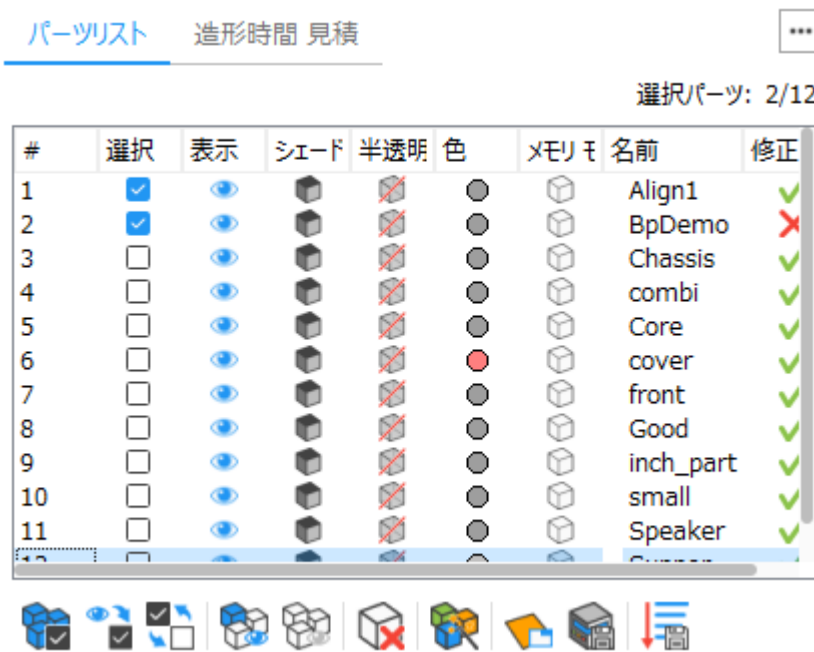 パーツリスト 造形時間 見積 ...
選択パーツ: 2/12
# 選択 表示 シェード 半透明 色 メモリ モ 名前 修正
1 Align1
2 BpDemo
3 Chassis
4 combi
5 Core
6 cover
7 front
8 Good
9 inch_part
10 small
11 Speaker
12